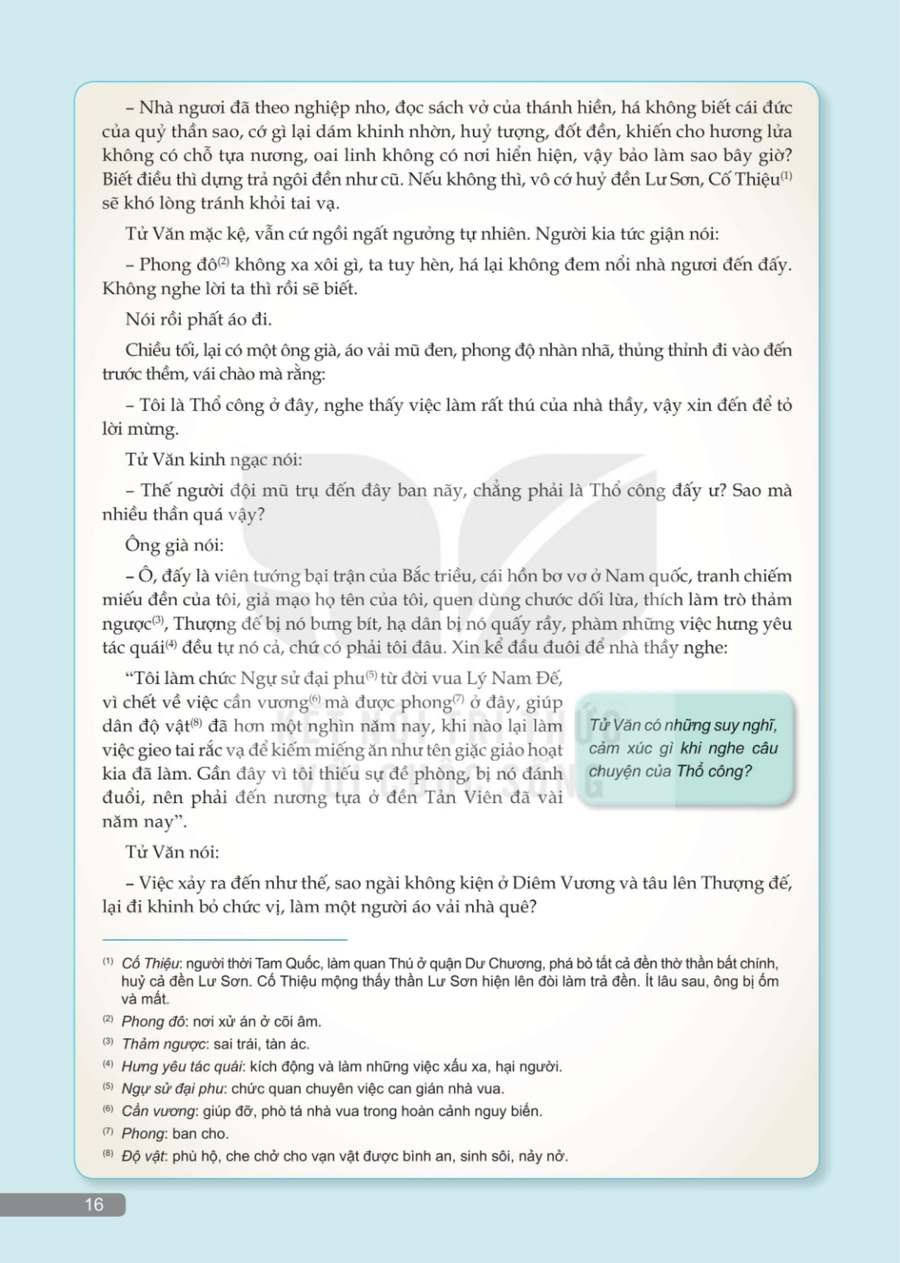 – Nhà ngươi đã theo nghiệp nho, đọc sách vở của thánh hiền, há không biết cái đức
của quỷ thần sao, cớ gì lại dám khinh nhờn, huỷ tượng, đốt đền, khiến cho hương lửa
không có chỗ tựa nương, oai linh không có nơi hiển hiện, vậy bảo làm sao bây giờ?
Biết điều thì dựng trả ngôi đền như cũ. Nếu không thì, vô cớ huỷ đền Lư Sơn, Cố Thiệu(1)
sẽ khó lòng tránh khỏi tai vạ.
Tử Văn mặc kệ, vẫn cứ ngồi ngất ngưởng tự nhiên. Người kia tức giận nói:
– Phong đô(2) không xa xôi gì, ta tuy hèn, há lại không đem nổi nhà ngươi đến đấy.
Không nghe lời ta thì rồi sẽ biết.
Nói rồi phất áo đi.
Chiều tối, lại có một ông già, áo vải mũ đen, phong độ nhàn nhã, thủng thỉnh đi vào đến
trước thềm, vái chào mà rằng:
– Tôi là Thổ công ở đây, nghe thấy việc làm rất thú của nhà thầy, vậy xin đến để tỏ
lời mừng.
Tử Văn kinh ngạc nói:
– Thế người đội mũ trụ đến đây ban nãy, chẳng phải là Thổ công đấy ư? Sao mà
nhiều thần quá vậy?
Ông già nói:
– Ô, đấy là viên tướng bại trận của Bắc triều, cái hồn bơ vơ ở Nam quốc, tranh chiếm
miếu đền của tôi, giả mạo họ tên của tôi, quen dùng chước dối lừa, thích làm trò thảm
ngược(3), Thượng đế bị nó bưng bít, hạ dân bị nó quấy rầy, phàm những việc hưng yêu
tác quái(4) đều tự nó cả, chứ có phải tôi đâu. Xin kể đầu đuôi để nhà thầy nghe:
“Tôi làm chức Ngự sử đại phu(5) từ đời vua Lý Nam Đế,
vì chết về việc cần vương(6) mà được phong(7) ở đây, giúp
dân độ vật(8) đã hơn một nghìn năm nay, khi nào lại làm
việc gieo tai rắc vạ để kiếm miếng ăn như tên giặc giảo hoạt
kia đã làm. Gần đây vì tôi thiếu sự đề phòng, bị nó đánh
đuổi, nên phải đến nương tựa ở đền Tản Viên đã vài
năm nay”.
Tử Văn có những suy nghĩ,
cảm xúc gì khi nghe câu
chuyện của Thổ công?
Tử Văn nói:
– Việc xảy ra đến như thế, sao ngài không kiện ở Diêm Vương và tâu lên Thượng đế,
lại đi khinh bỏ chức vị, làm một người áo vải nhà quê?
(1) Cố Thiệu: người thời Tam Quốc, làm quan Thú ở quận Dư Chương, phá bỏ tất cả đền thờ thần bất chính,
huỷ cả đền Lư Sơn. Cố Thiệu mộng thấy thần Lư Sơn hiện lên đòi làm trả đền. Ít lâu sau, ông bị ốm
và mất.
(2) Phong đô: nơi xử án ở cõi âm.
(3) Thảm ngược: sai trái, tàn ác.
(4) Hưng yêu tác quái: kích động và làm những việc xấu xa, hại người.
(5) Ngự sử đại phu: chức quan chuyên việc can gián nhà vua.
(6) Cần vương: giúp đỡ, phò tá nhà vua trong hoàn cảnh nguy biến.
(7) Phong: ban cho.
(8) Độ vật: phù hộ, che chở cho vạn vật được bình an, sinh sôi, nảy nở.
KẾT NỐI TRI THỨC
VỚI CUỘC SỐNG
16